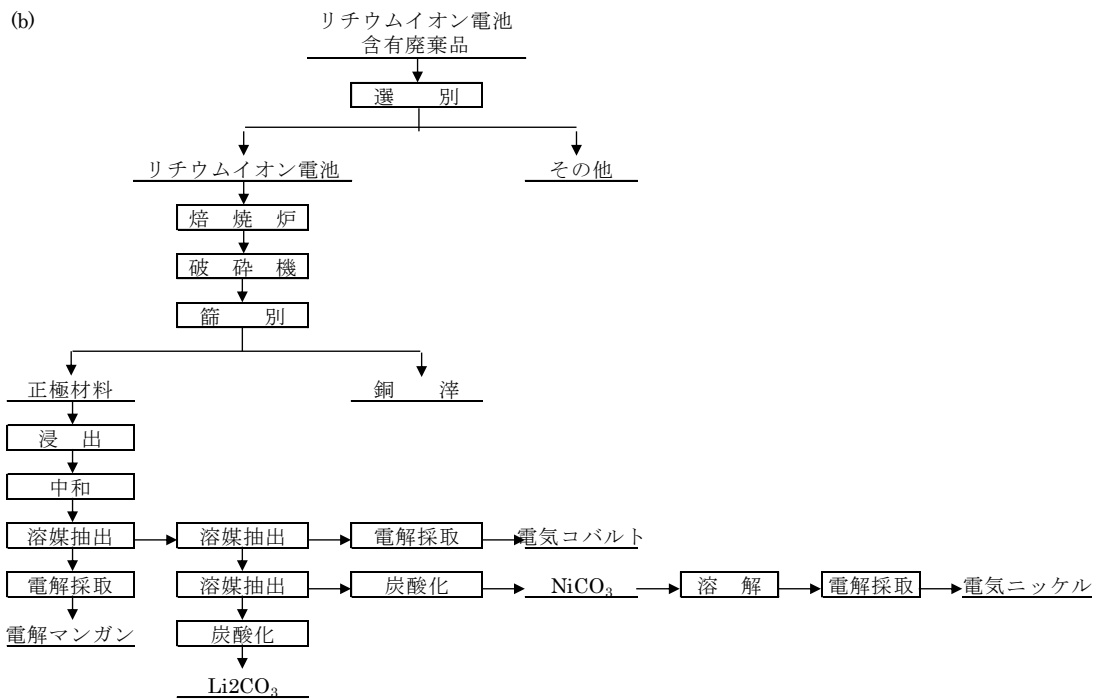 (b)
リチウムイオン電池
含有廃棄品
選 別
リチウムイオン電池
その他
焙 焼 炉
破 砕 機
篩 別
正極材料
銅 滓
浸 出
中和
溶媒抽出
溶媒抽出
電解採取
電気コバルト
電解採取
溶媒抽出
炭酸化
NiCO₃
溶 解
電解採取
電気ニッケル
電解マンガン
炭酸化
Li2CO₃